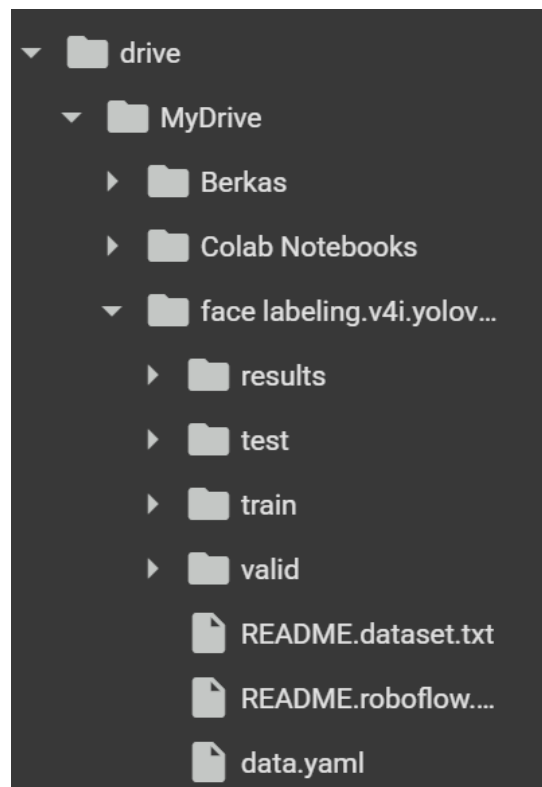 drive
MyDrive
Berkas
Colab Notebooks
face labeling.v4i.yolov...
results
test
train
valid
README.dataset.txt
README.roboflow....
data.yaml